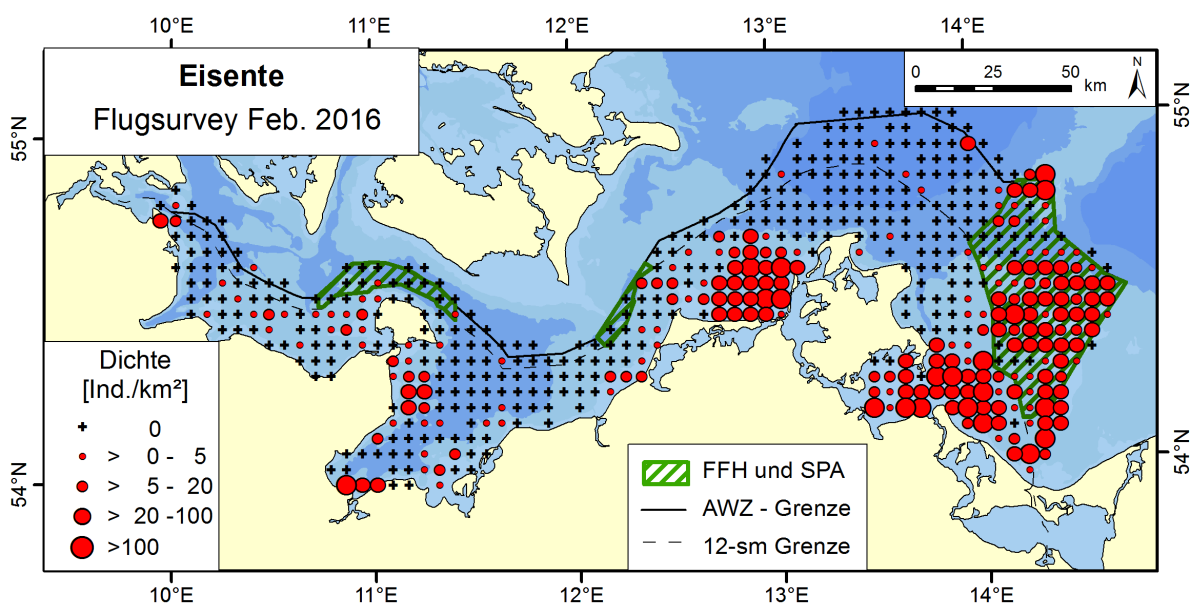 10°E 11°E 12°E 13°E 14°E
Eisente
Flugsurvey Feb. 2016
0 25 50 km
N
55°N 55°N
Dichte
[Ind./km²]
0
> 0 - 5
> 5 - 20
> 20 -100
>100
FFH und SPA
AWZ - Grenze
12-sm Grenze
54°N 54°N
10°E 11°E 12°E 13°E 14°E